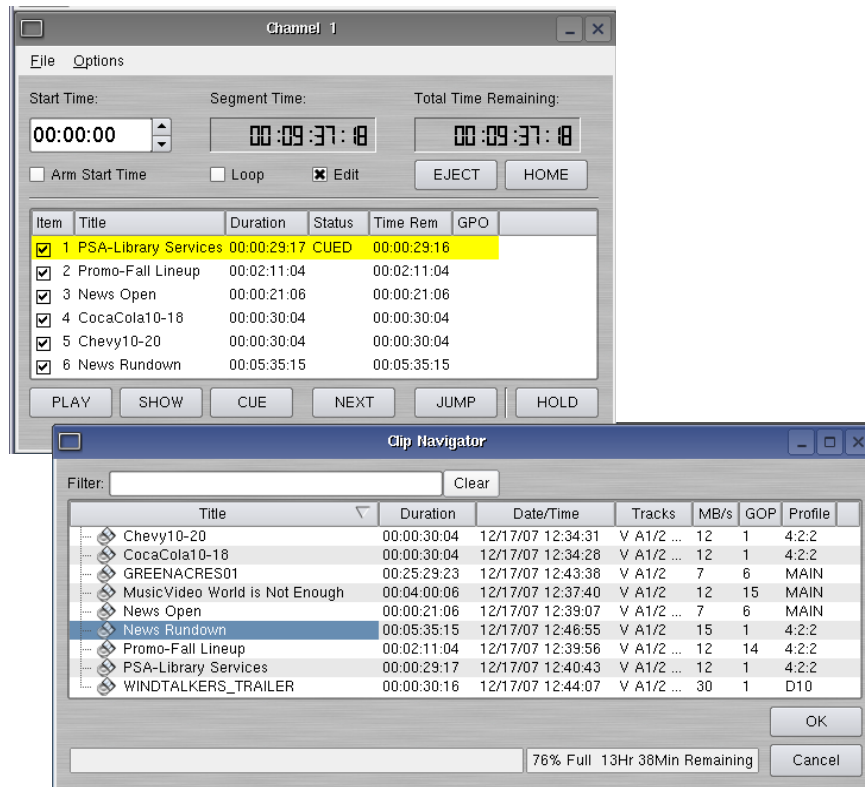 Channel 1
File Options
Start Time: Segment Time: Total Time Remaining:
00:00:00 00:09:37:18 00:09:37:18
Arm Start Time Loop Edit EJECT HOME
Item Title Duration Status Time Rem GPO
1 PSA-Library Services 00:00:29:17 CUED 00:00:29:16
2 Promo-Fall Lineup 00:02:11:04 00:02:11:04
3 News Open 00:00:21:06 00:00:21:06
4 CocaCola10-18 00:00:30:04 00:00:30:04
5 Chevy10-20 00:00:30:04 00:00:30:04
6 News Rundown 00:05:35:15 00:05:35:15
PLAY SHOW CUE NEXT JUMP HOLD
Clip Navigator
Filter: Clear
Title Duration Date/Time Tracks MB/s GOP Profile
Chevy10-20 00:00:30:04 12/17/07 12:34:31 V A1/2 ... 12 1 4:2:2
CocaCola10-18 00:00:30:04 12/17/07 12:34:28 V A1/2 ... 12 1 4:2:2
GREENACRES01 00:25:29:23 12/17/07 12:43:38 V A1/2 7 6 MAIN
MusicVideo World is Not Enough 00:04:00:06 12/17/07 12:37:40 V A1/2 12 15 MAIN
News Open 00:00:21:06 12/17/07 12:39:07 V A1/2 ... 7 6 MAIN
News Rundown 00:05:35:15 12/17/07 12:46:55 V A1/2 15 1 4:2:2
Promo-Fall Lineup 00:02:11:04 12/17/07 12:39:56 V A1/2 ... 12 14 4:2:2
PSA-Library Services 00:00:29:17 12/17/07 12:40:43 V A1/2 ... 12 1 4:2:2
WINDTALKERS_TRAILER 00:00:30:16 12/17/07 12:44:07 V A1/2 ... 30 1 D10
OK
76% Full 13Hr 38Min Remaining Cancel